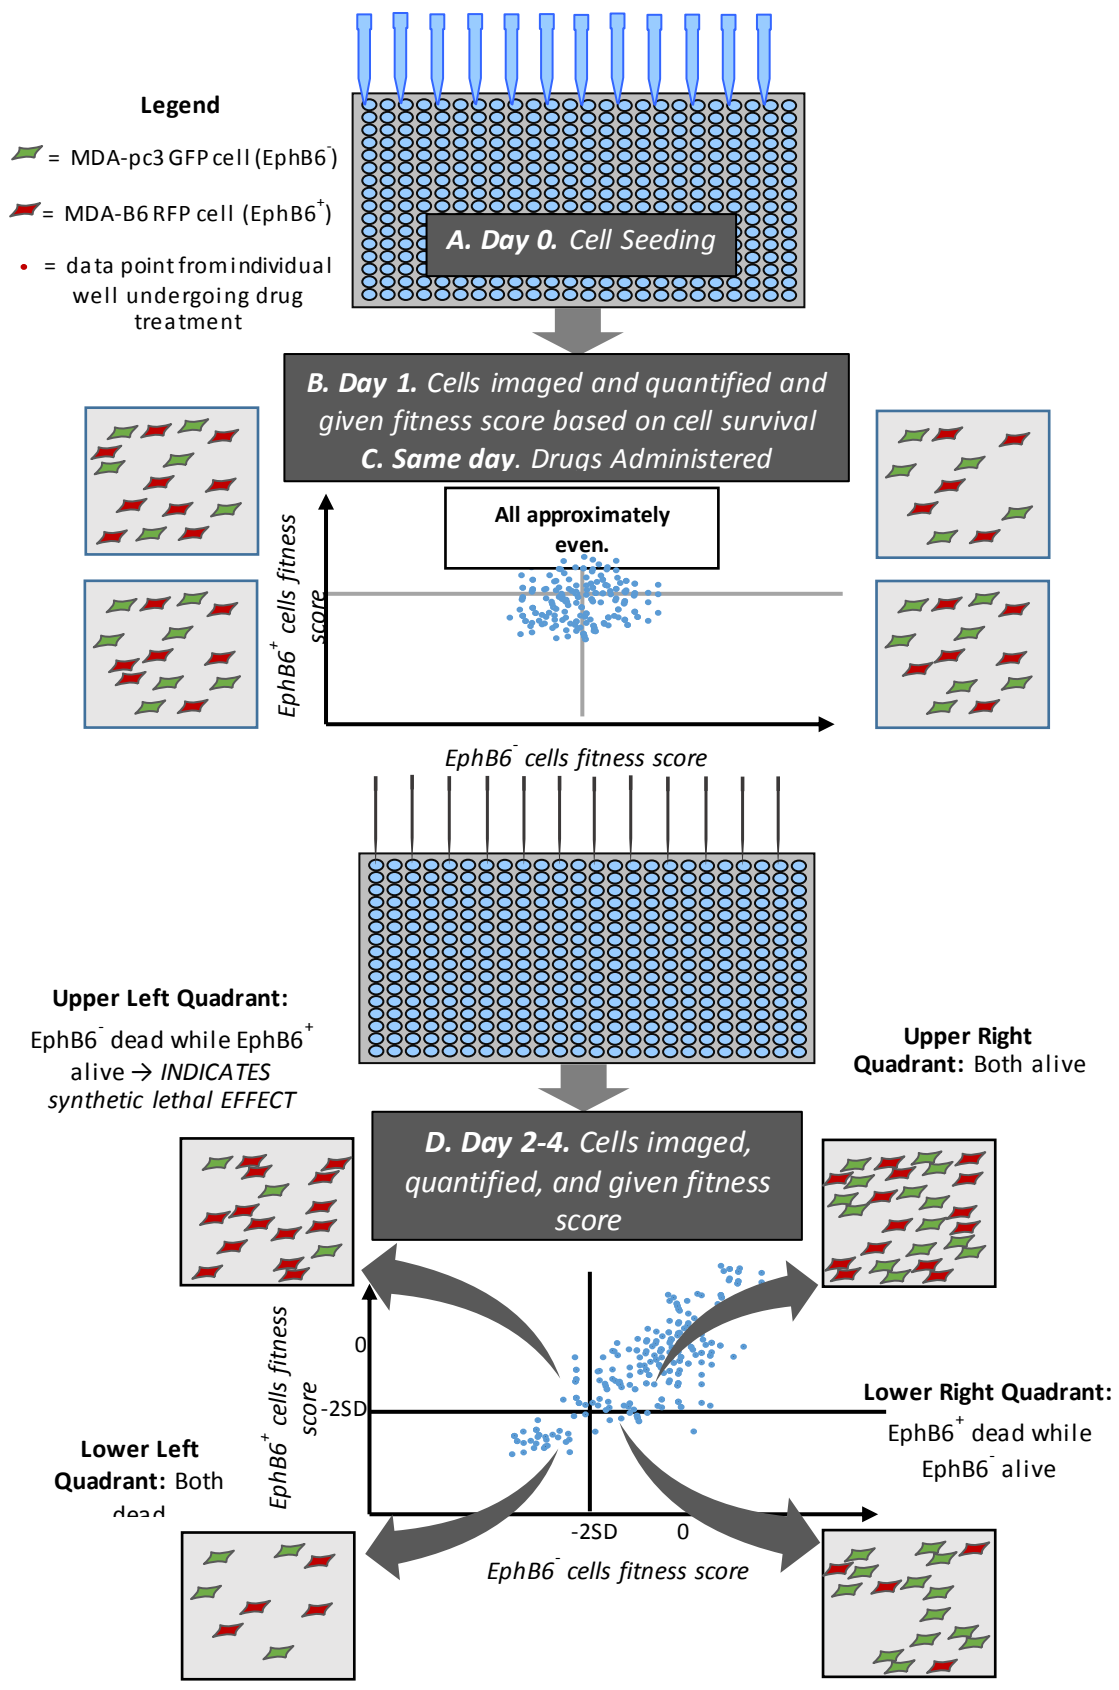 Legend
= MDA-pc3 GFP cell (EphB6⁻)
= MDA-B6 RFP cell (EphB6⁺)
= data point from individual
well undergoing drug
treatment
A. Day 0. Cell Seeding
B. Day 1. Cells imaged and quantified and
given fitness score based on cell survival
C. Same day. Drugs Administered
All approximately
even.
EphB6⁺ cells fitness
score
EphB6⁻ cells fitness score
Upper Left Quadrant:
EphB6⁻ dead while EphB6⁺
alive → INDICATES
synthetic lethal EFFECT
Upper Right
Quadrant: Both alive
D. Day 2-4. Cells imaged,
quantified, and given fitness
score
0
-2SD
EphB6⁺ cells fitness
score
Lower Right Quadrant:
EphB6⁺ dead while
EphB6⁻ alive
Lower Left
Quadrant: Both
dead
-2SD
0
EphB6⁻ cells fitness score